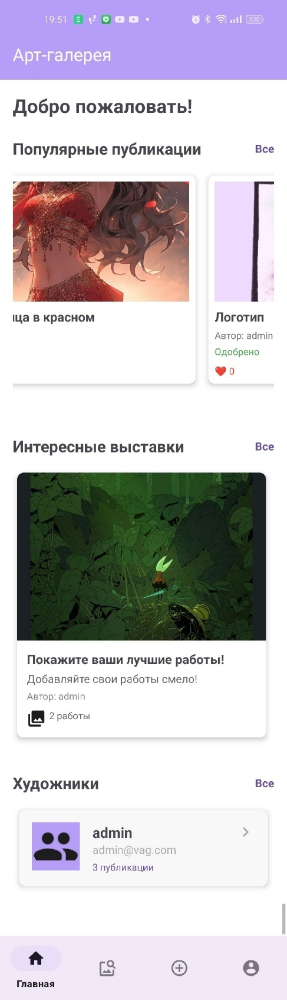 19:51
100
Арт-галерея
Добро пожаловать!
Популярные публикации
Все
ица в красном
Логотип
Автор: admin
Одобрено
❤️ 0
Интересные выставки
Все
Покажите ваши лучшие работы!
Добавляйте свои работы смело!
Автор: admin
2 работы
Художники
Все
admin
admin@vag.com
3 публикации
Главная